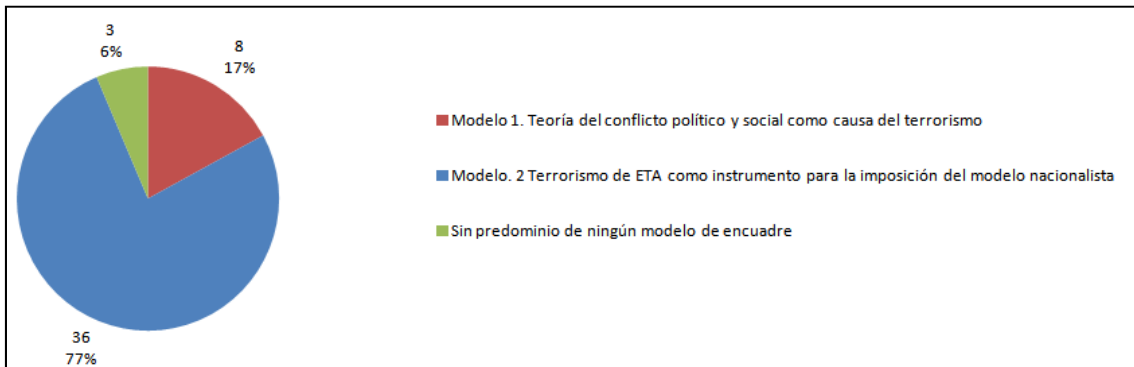 3
6%
8
17%
Modelo 1. Teoría del conflicto político y social como causa del terrorismo
Modelo. 2 Terrorismo de ETA como instrumento para la imposición del modelo nacionalista
Sin predominio de ningún modelo de encuadre
36
77%